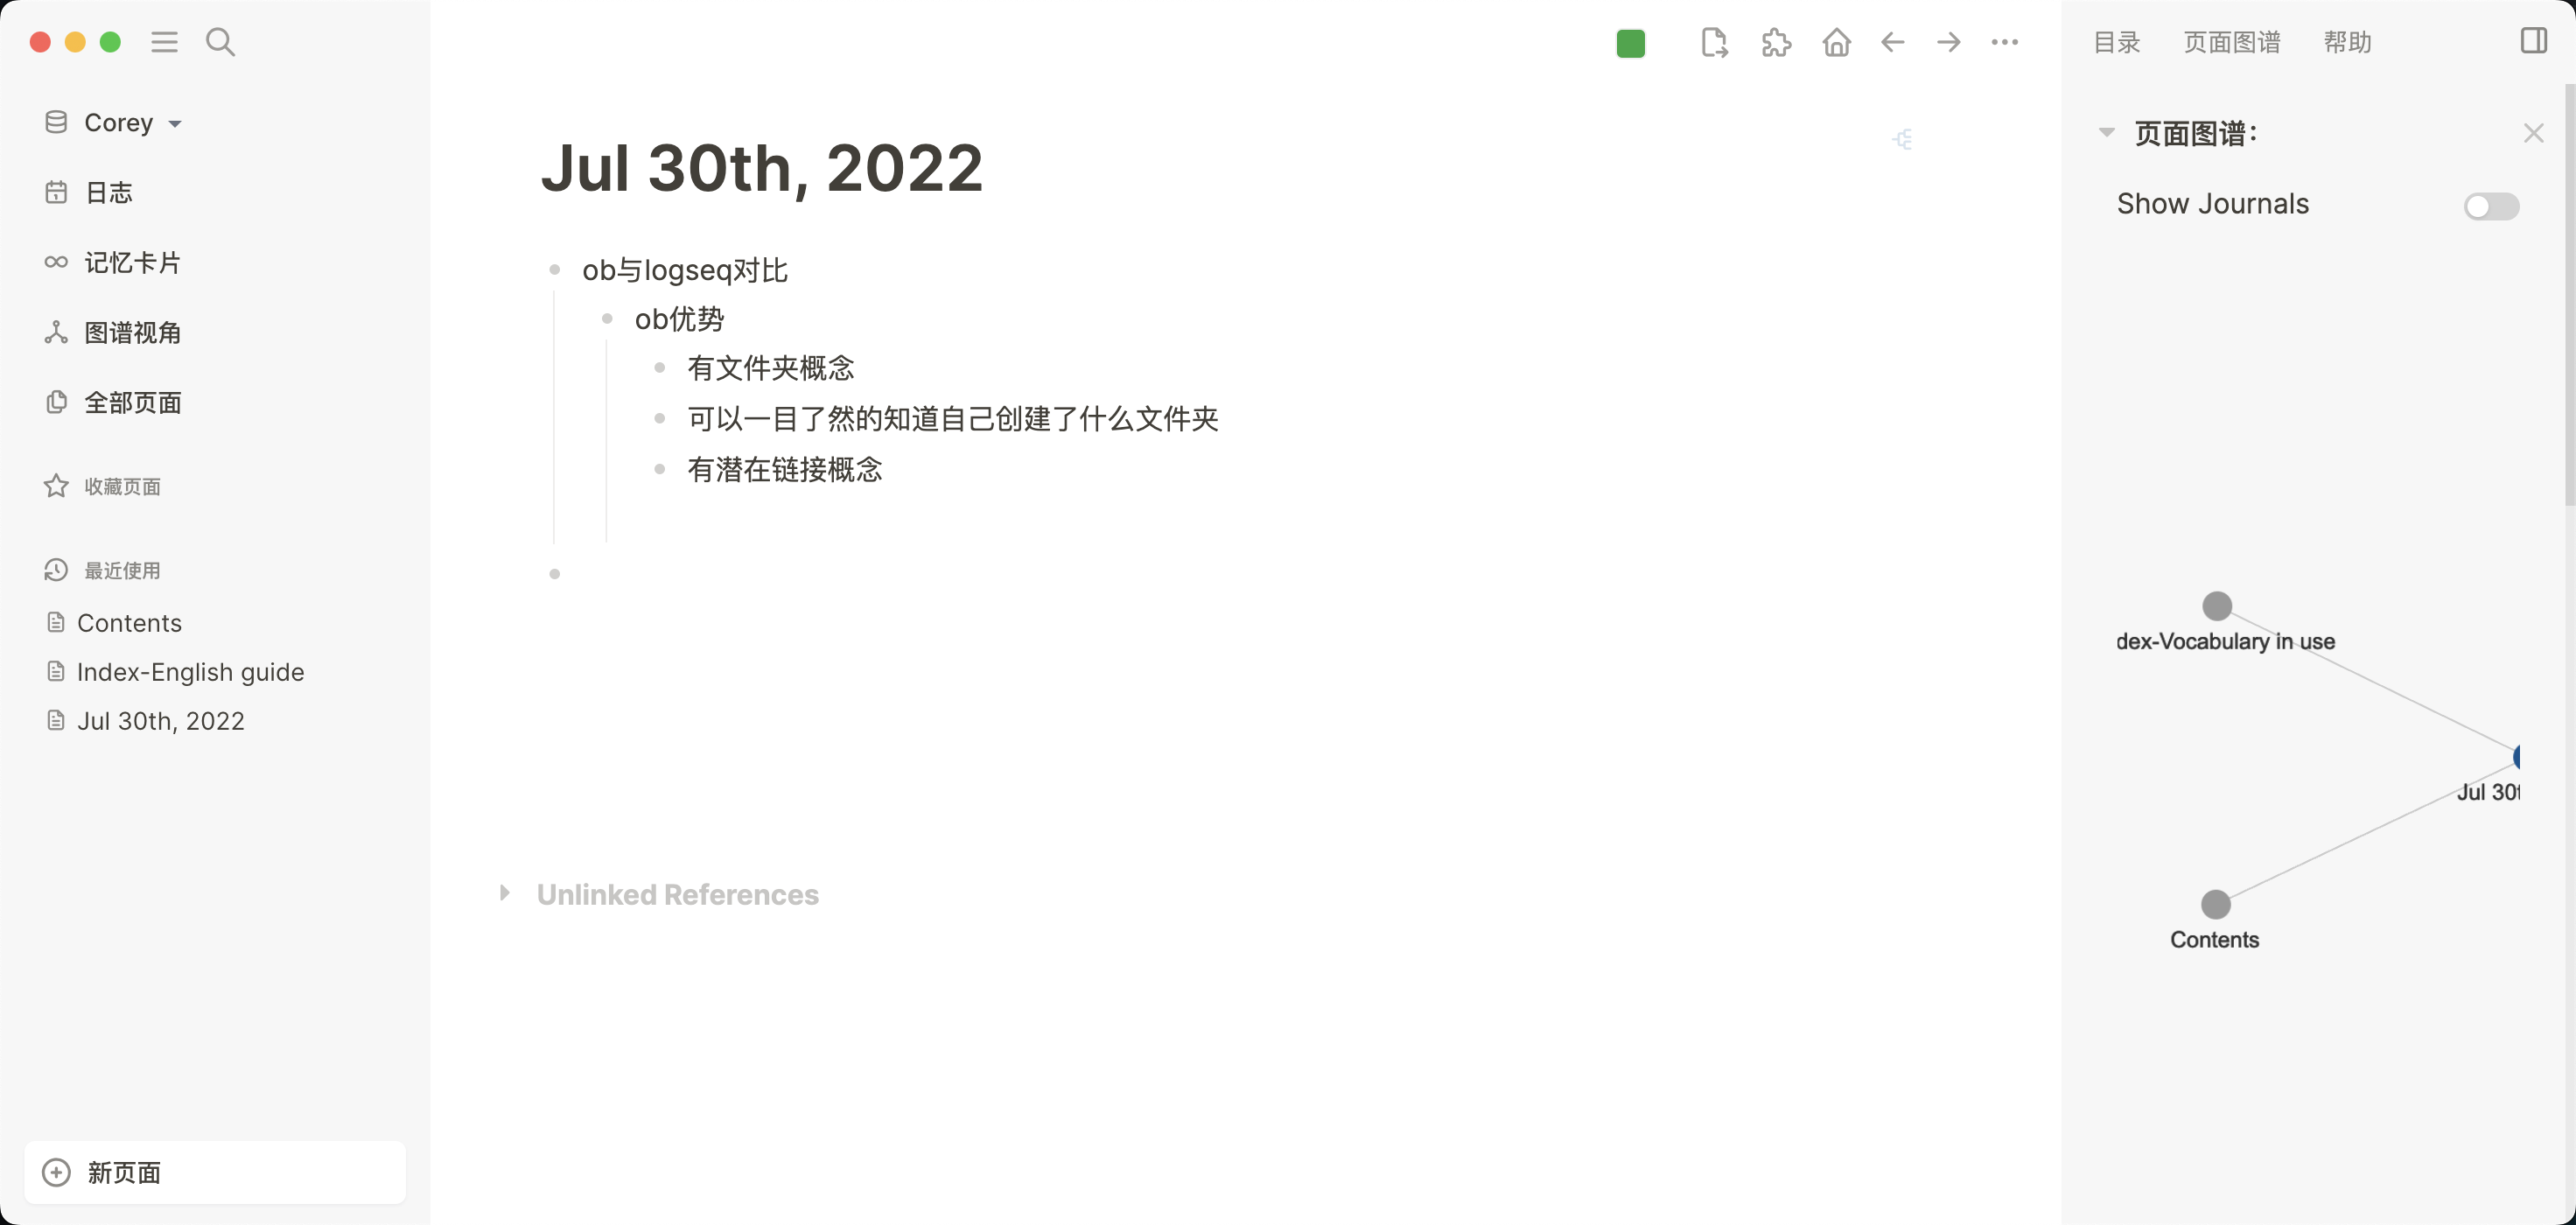 Corey
日志
记忆卡片
图谱视角
全部页面
收藏页面
最近使用
Contents
Index-English guide
Jul 30th, 2022
新页面
Jul 30th, 2022
ob与logseq对比
ob优势
有文件夹概念
可以一目了然的知道自己创建了什么文件夹
有潜在链接概念
Unlinked References
目录 页面图谱 帮助
页面图谱：
Show Journals
dex-Vocabulary in use
Jul 30t
Contents